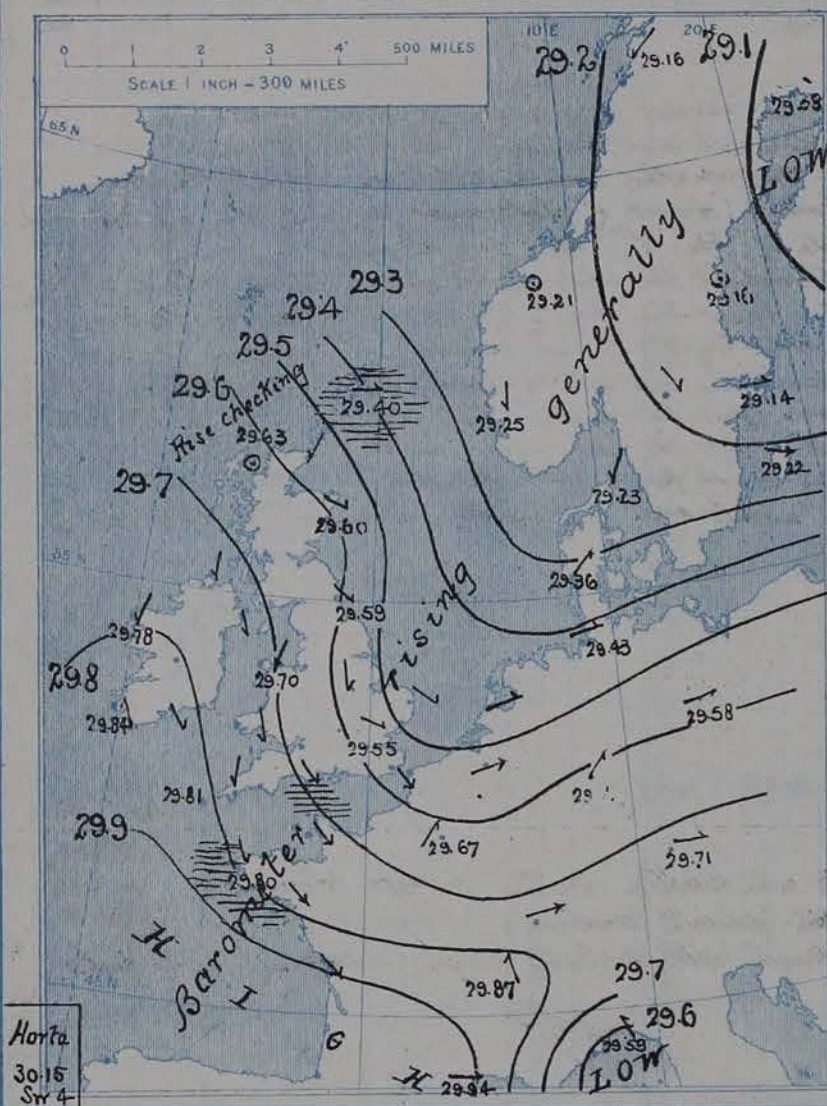 0 1 2 3 4 500 MILES
SCALE 1 INCH – 300 MILES
10°E
20°E
29.2
29.16
29.1
65 N
LOW
29.3
29.4
29.21
29.16
29.5
generally
29.6
Rise checking
29.40
29.14
29.63
29.25
29.22
29.7
29.23
29.60
55 N
29.36
29.59
rising
29.78
29.43
29.8
29.70
29.84
29.58
29.55
29.81
29.9
29.67
29.71
29.80
Barometer
H
I
G
H
45 N
29.87
29.7
29.6
29.59
LOW
29.94
Horta
30.15
SW 4